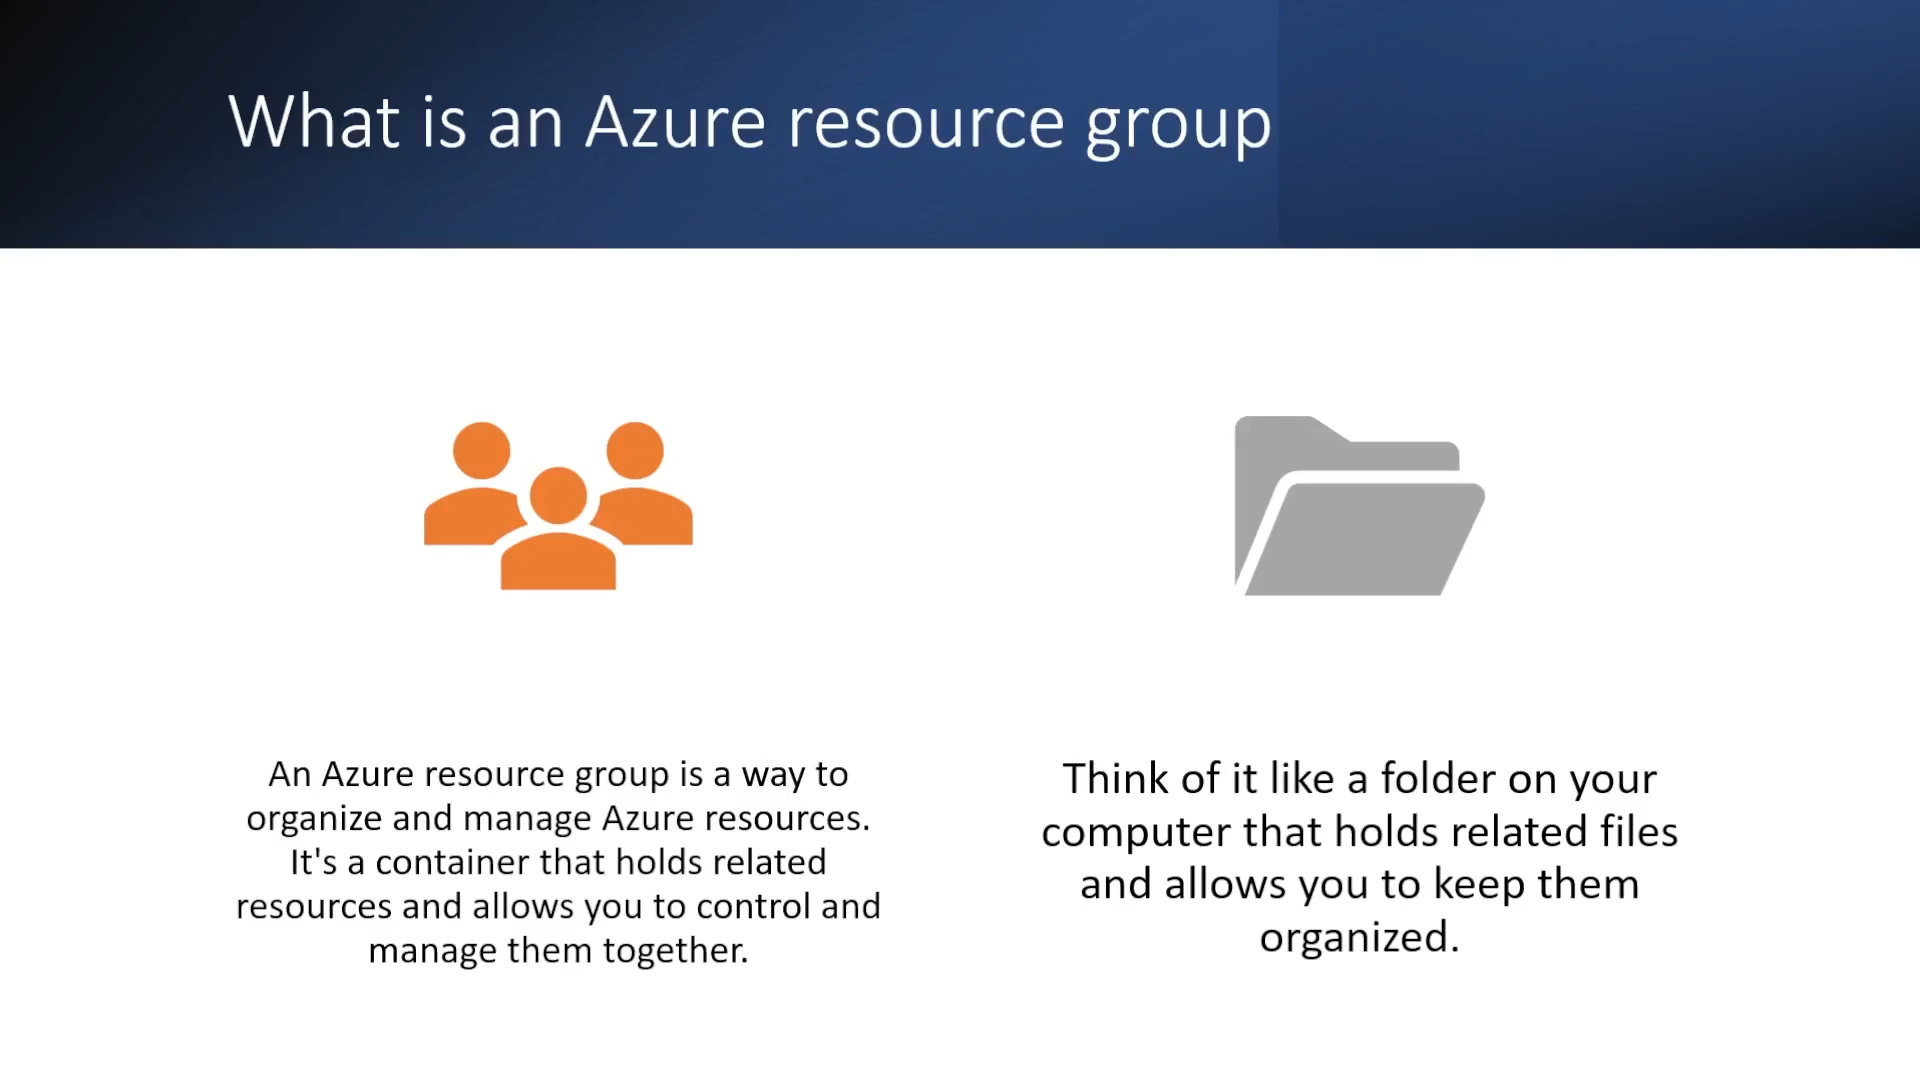 What is an Azure resource group
An Azure resource group is a way to
organize and manage Azure resources.
It's a container that holds related
resources and allows you to control and
manage them together.
Think of it like a folder on your
computer that holds related files
and allows you to keep them
organized.